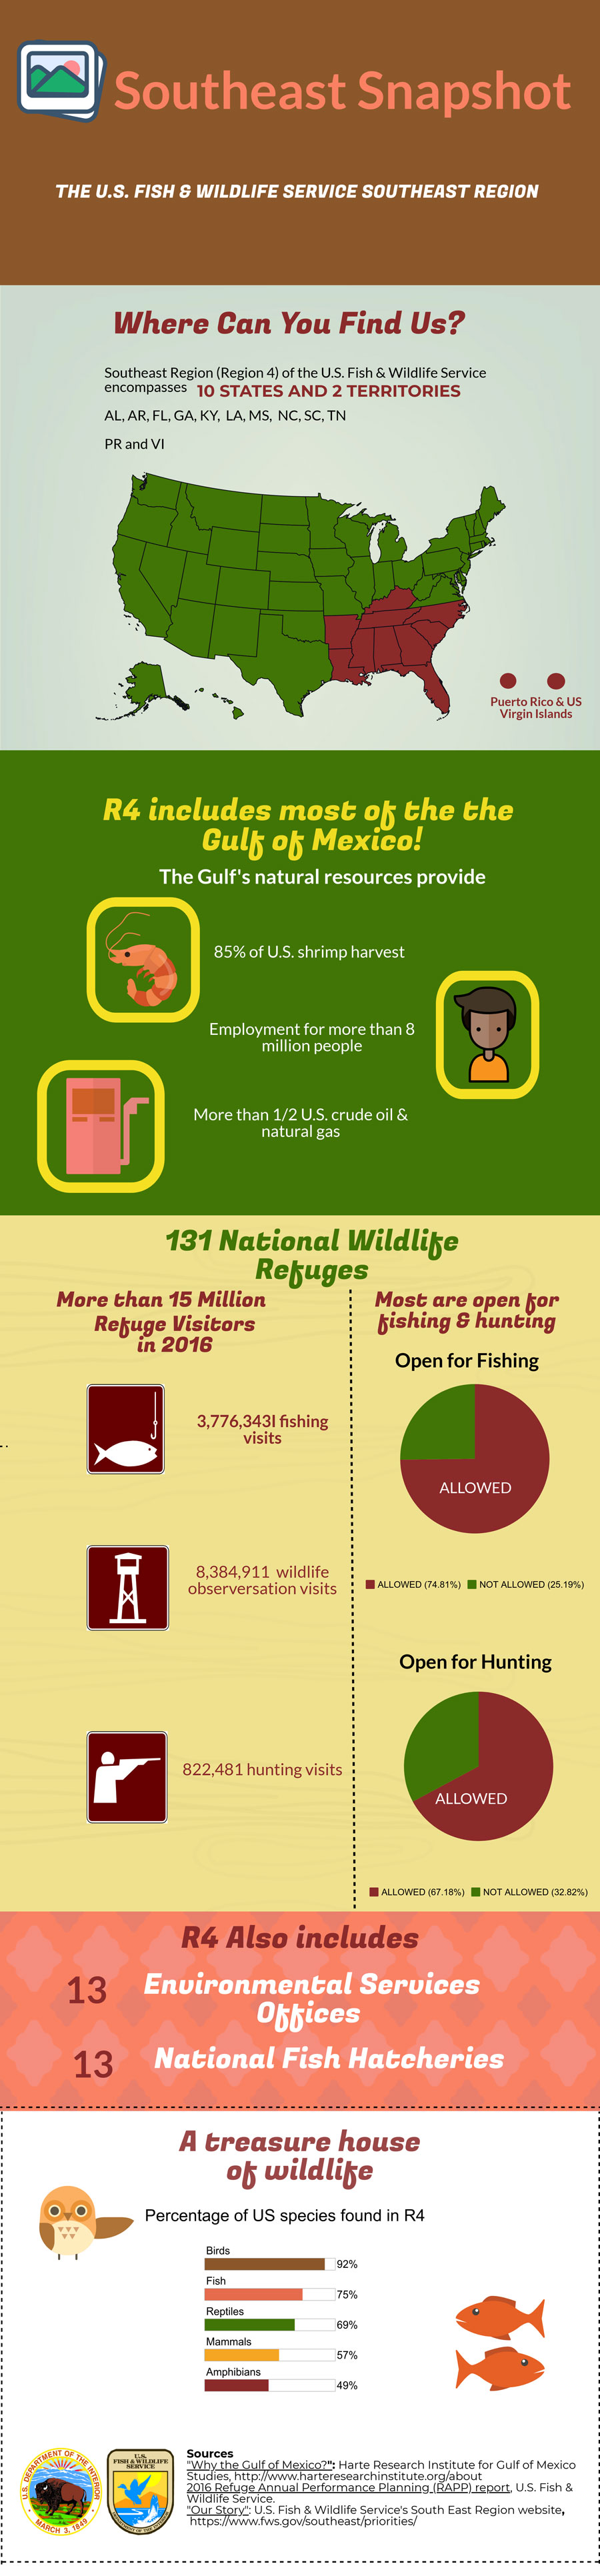 Southeast Snapshot
THE U.S. FISH & WILDLIFE SERVICE SOUTHEAST REGION
Where Can You Find Us?
Southeast Region (Region 4) of the U.S. Fish & Wildlife Service
encompasses 10 STATES AND 2 TERRITORIES
AL, AR, FL, GA, KY, LA, MS, NC, SC, TN
PR and VI
Puerto Rico & US
Virgin Islands
R4 includes most of the the
Gulf of Mexico!
The Gulf's natural resources provide
85% of U.S. shrimp harvest
Employment for more than 8
million people
More than 1/2 U.S. crude oil &
natural gas
131 National Wildlife
Refuges
More than 15 Million
Refuge Visitors
in 2016
3,776,343l fishing
visits
8,384,911 wildlife
observersation visits
822,481 hunting visits
Most are open for
fishing & hunting
Open for Fishing
ALLOWED
ALLOWED (74.81%) NOT ALLOWED (25.19%)
Open for Hunting
ALLOWED
ALLOWED (67.18%) NOT ALLOWED (32.82%)
R4 Also includes
13 Environmental Services
Offices
13 National Fish Hatcheries
A treasure house
of wildlife
Percentage of US species found in R4
Birds
92%
Fish
75%
Reptiles
69%
Mammals
57%
Amphibians
49%
U.S. DEPARTMENT OF THE INTERIOR
MARCH 3, 1849
U.S.
FISH & WILDLIFE
SERVICE
DEPARTMENT OF THE INTERIOR
Sources
"Why the Gulf of Mexico?": Harte Research Institute for Gulf of Mexico
Studies, http://www.harteresearchinstitute.org/about
2016 Refuge Annual Performance Planning (RAPP) report, U.S. Fish &
Wildlife Service.
"Our Story": U.S. Fish & Wildlife Service's South East Region website,
https://www.fws.gov/southeast/priorities/